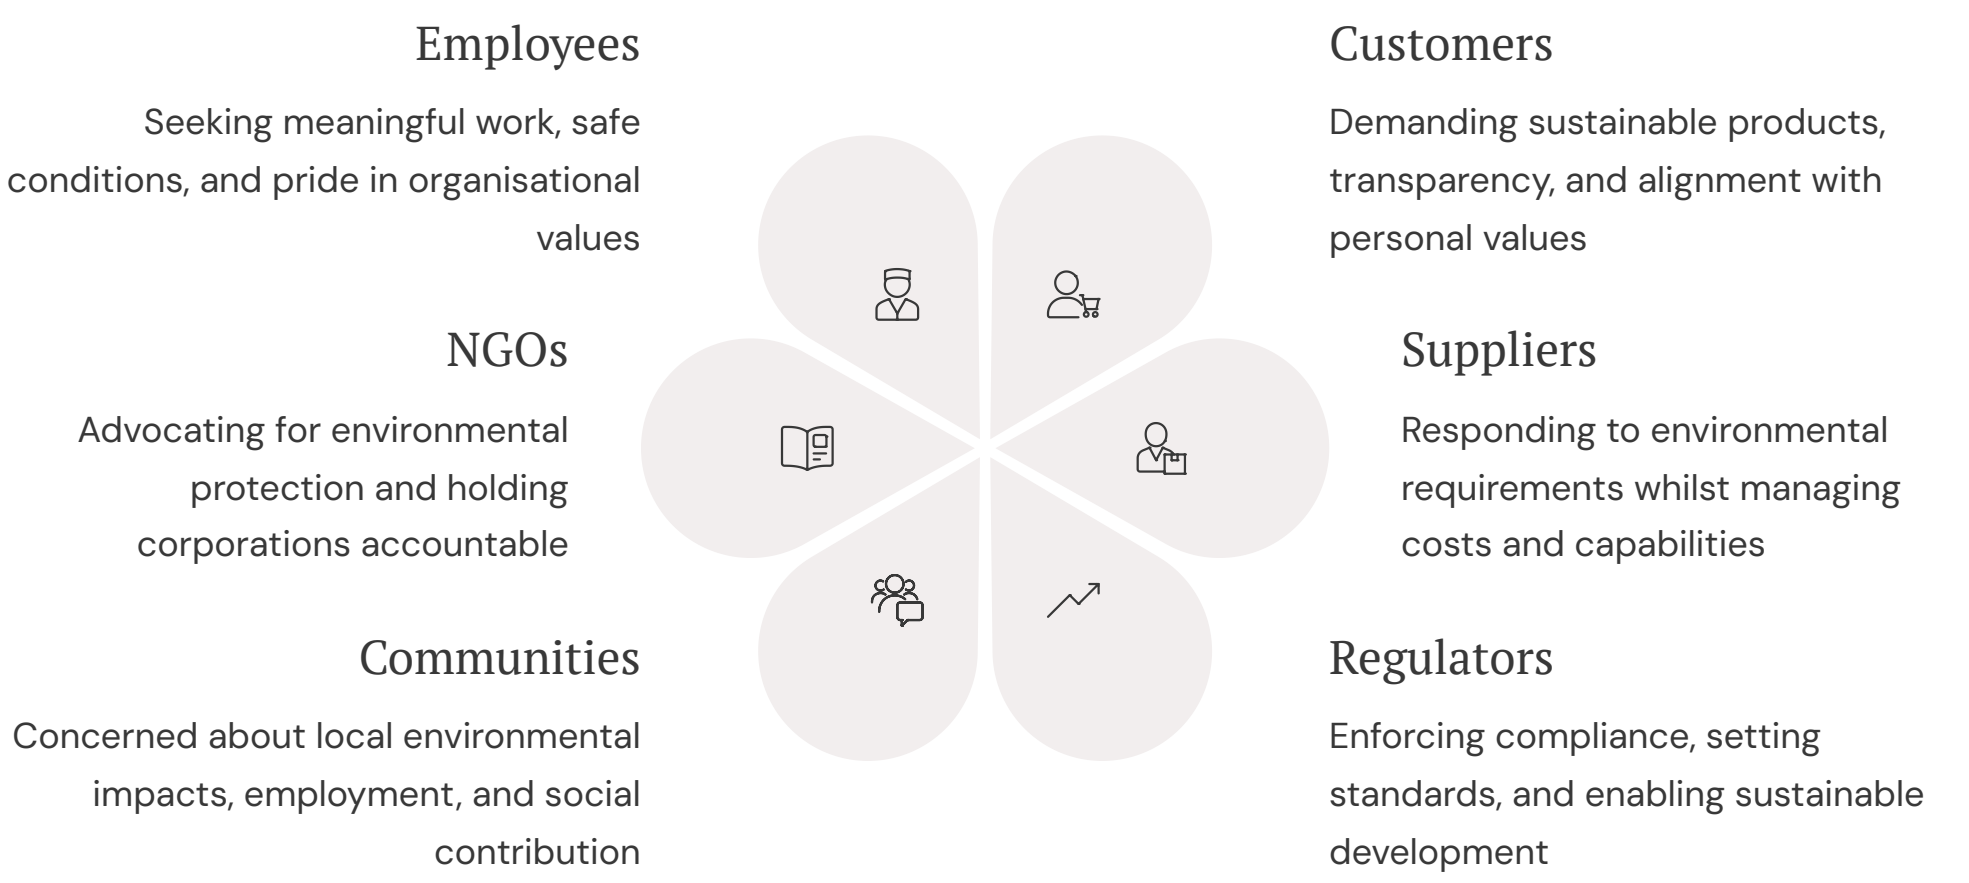 Employees
Seeking meaningful work, safe
conditions, and pride in organisational
values
Customers
Demanding sustainable products,
transparency, and alignment with
personal values
NGOs
Advocating for environmental
protection and holding
corporations accountable
Suppliers
Responding to environmental
requirements whilst managing
costs and capabilities
Communities
Concerned about local environmental
impacts, employment, and social
contribution
Regulators
Enforcing compliance, setting
standards, and enabling sustainable
development